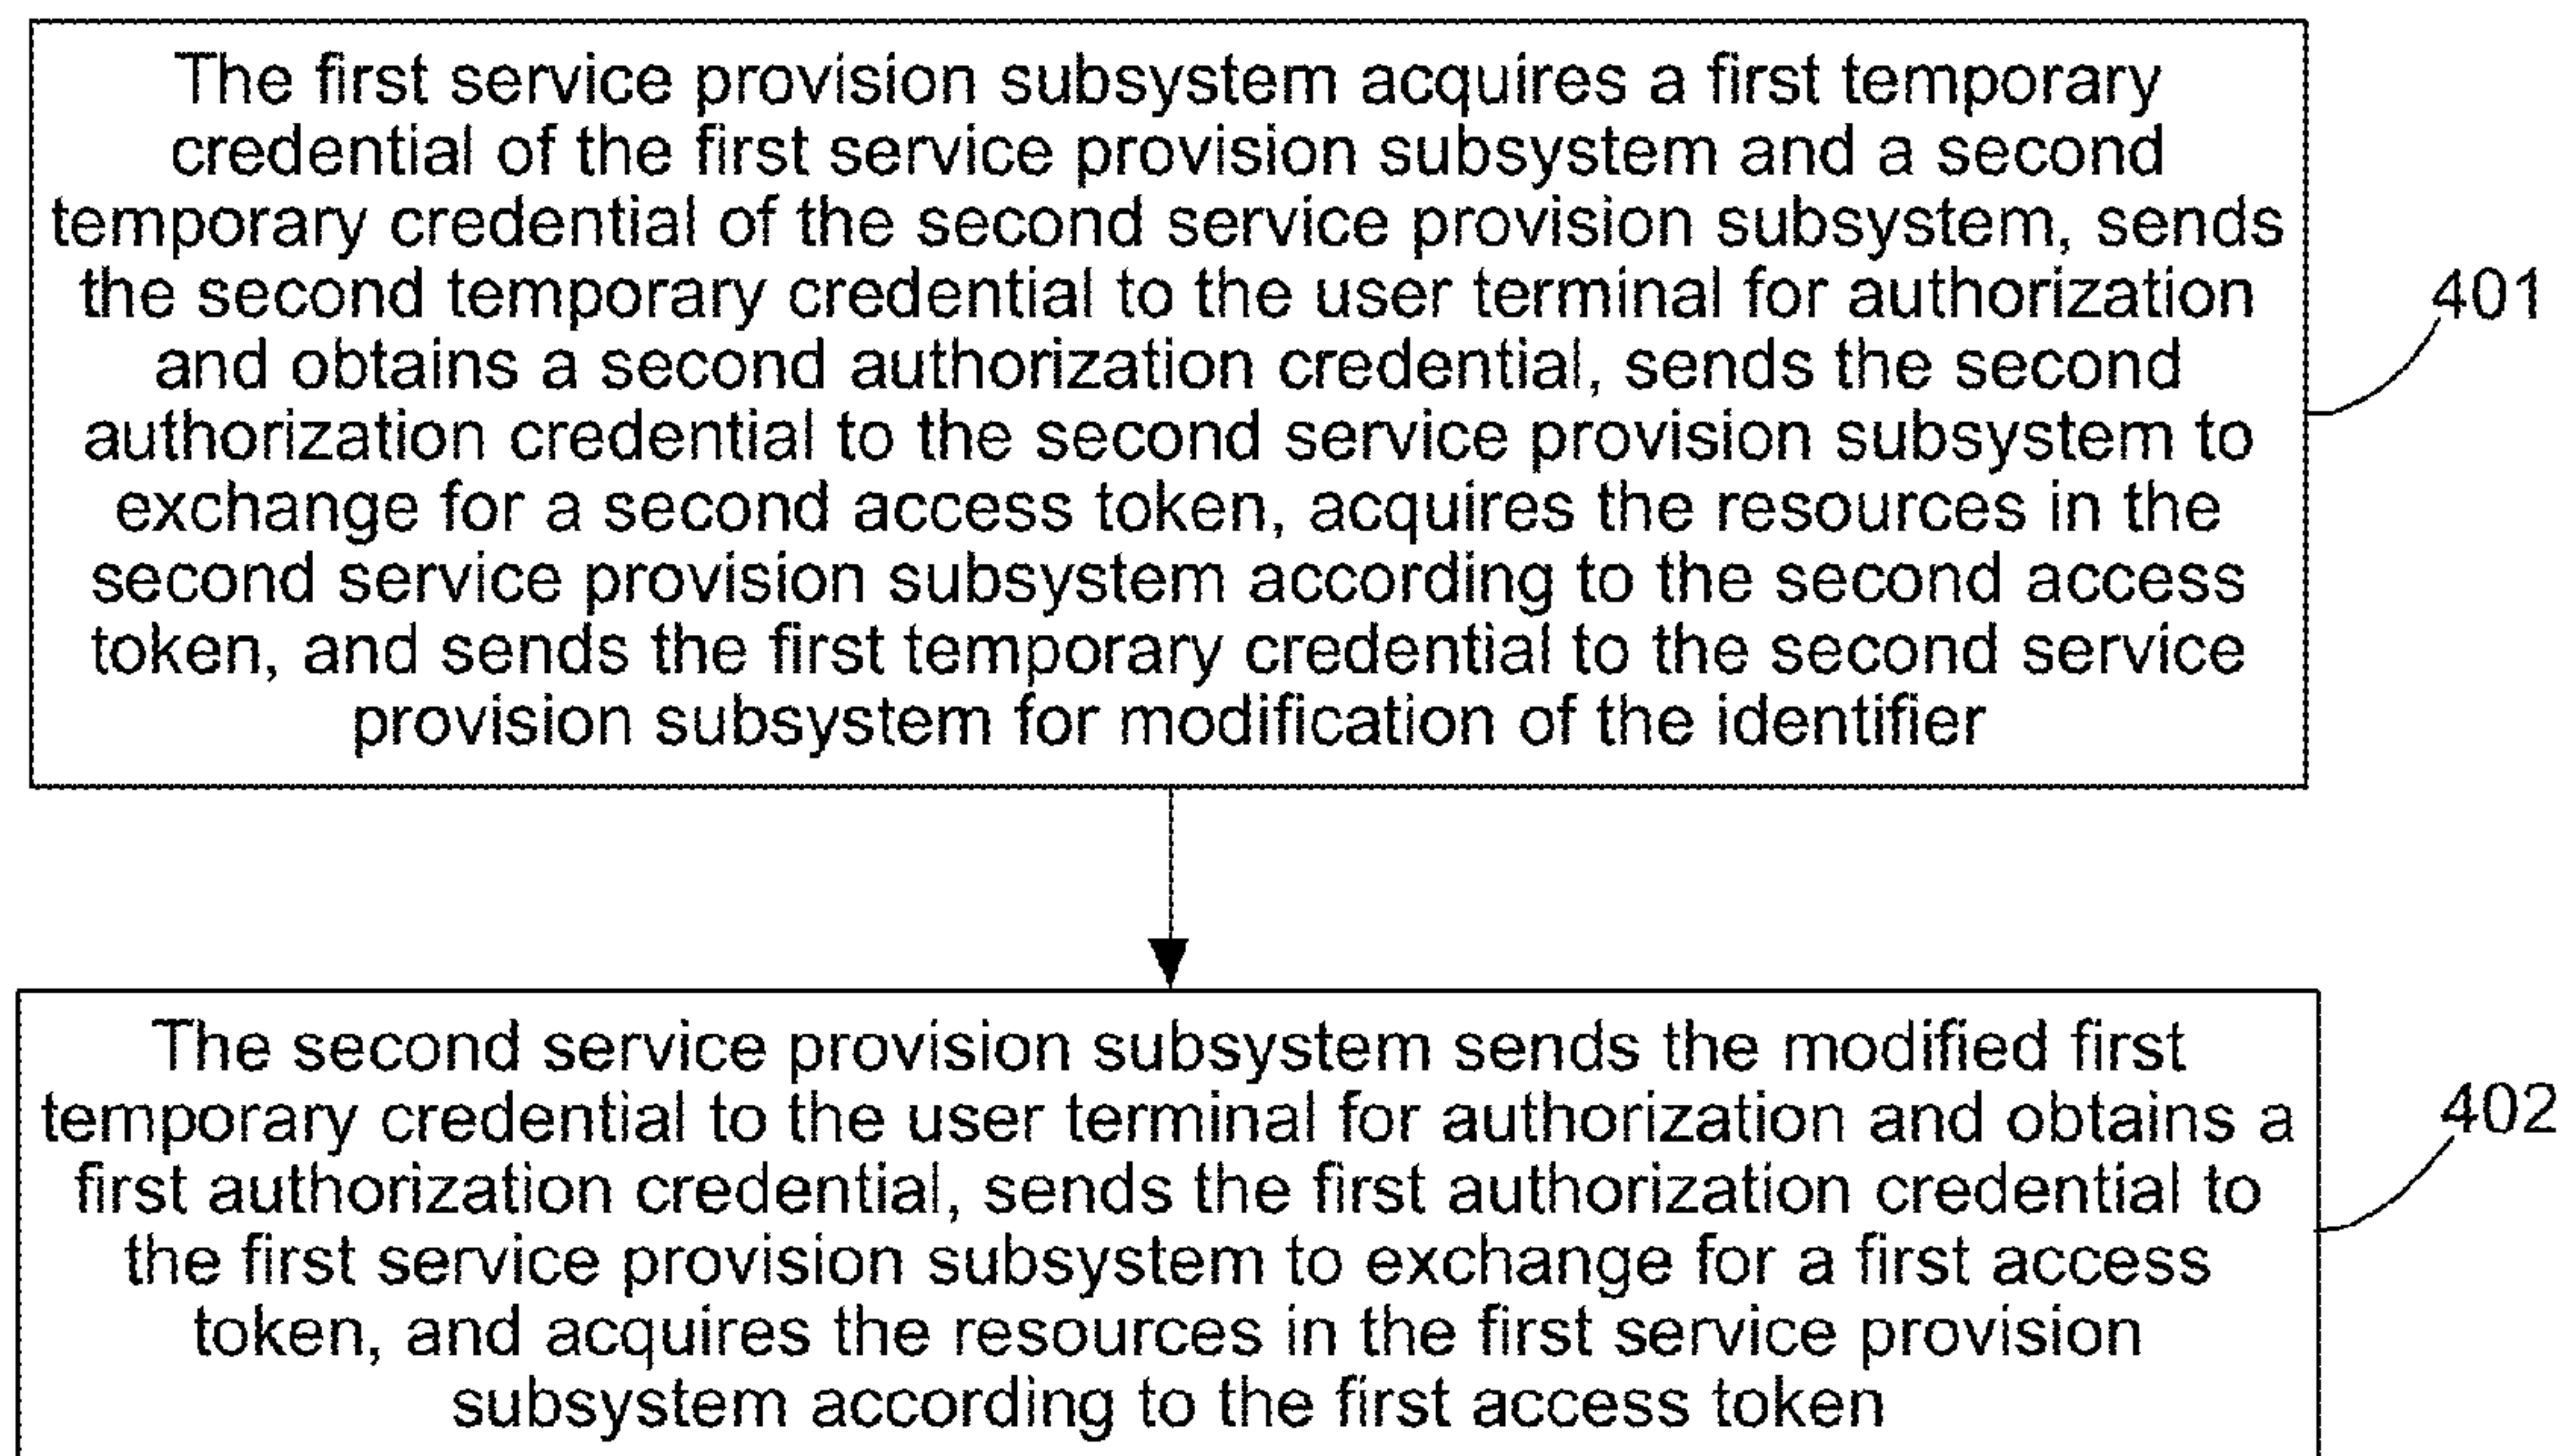 The first service provision subsystem acquires a first temporary
credential of the first service provision subsystem and a second
temporary credential of the second service provision subsystem, sends
the second temporary credential to the user terminal for authorization
and obtains a second authorization credential, sends the second
authorization credential to the second service provision subsystem to
exchange for a second access token, acquires the resources in the
second service provision subsystem according to the second access
token, and sends the first temporary credential to the second service
provision subsystem for modification of the identifier
401
The second service provision subsystem sends the modified first
temporary credential to the user terminal for authorization and obtains a
first authorization credential, sends the first authorization credential to
the first service provision subsystem to exchange for a first access
token, and acquires the resources in the first service provision
subsystem according to the first access token
402